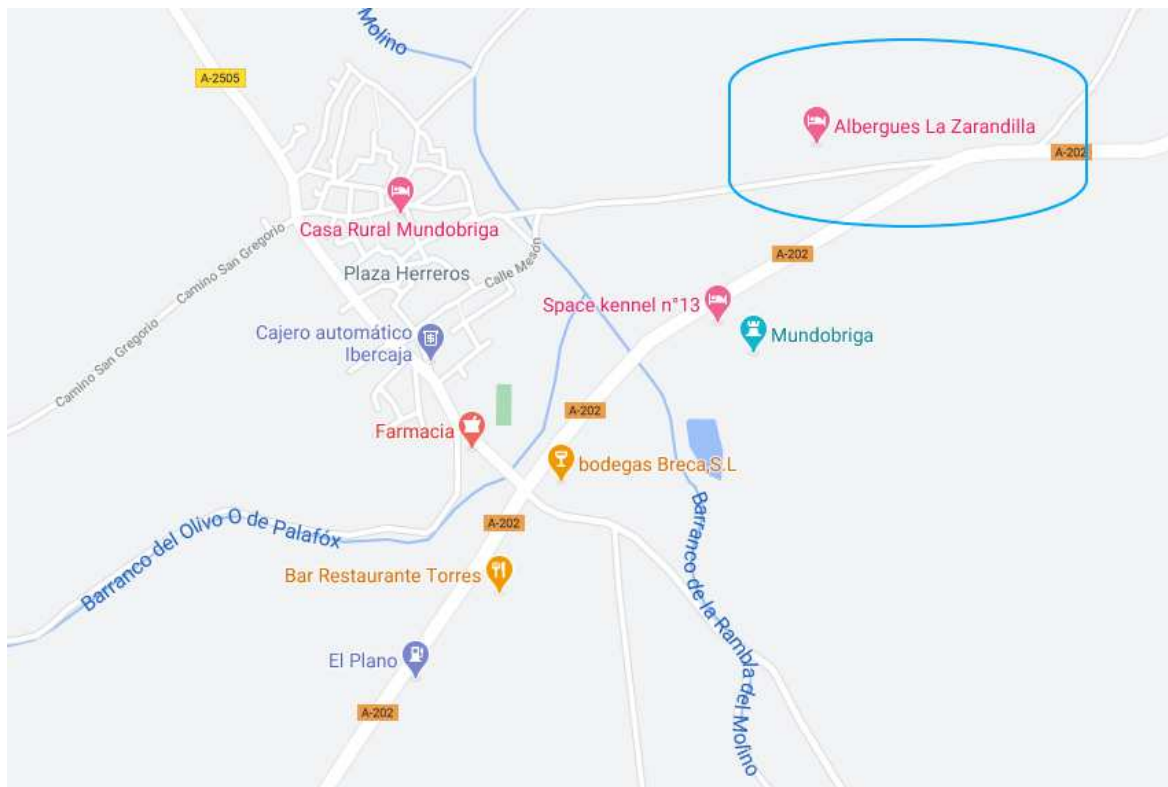 Molino
A-2505
Albergues La Zarandilla
A-202
Casa Rural Mundobriga
Camino San Gregorio
Plaza Herreros
Calle Mesón
A-202
Space kennel n°13
Mundobriga
Cajero automático
Ibercaja
Camino San Gregorio
A-202
Farmacia
bodegas Breca,S.L
A-202
Barranco del Olivo O de Palafóx
Barranco de la Rambla del Molino
Bar Restaurante Torres
El Plano
A-202